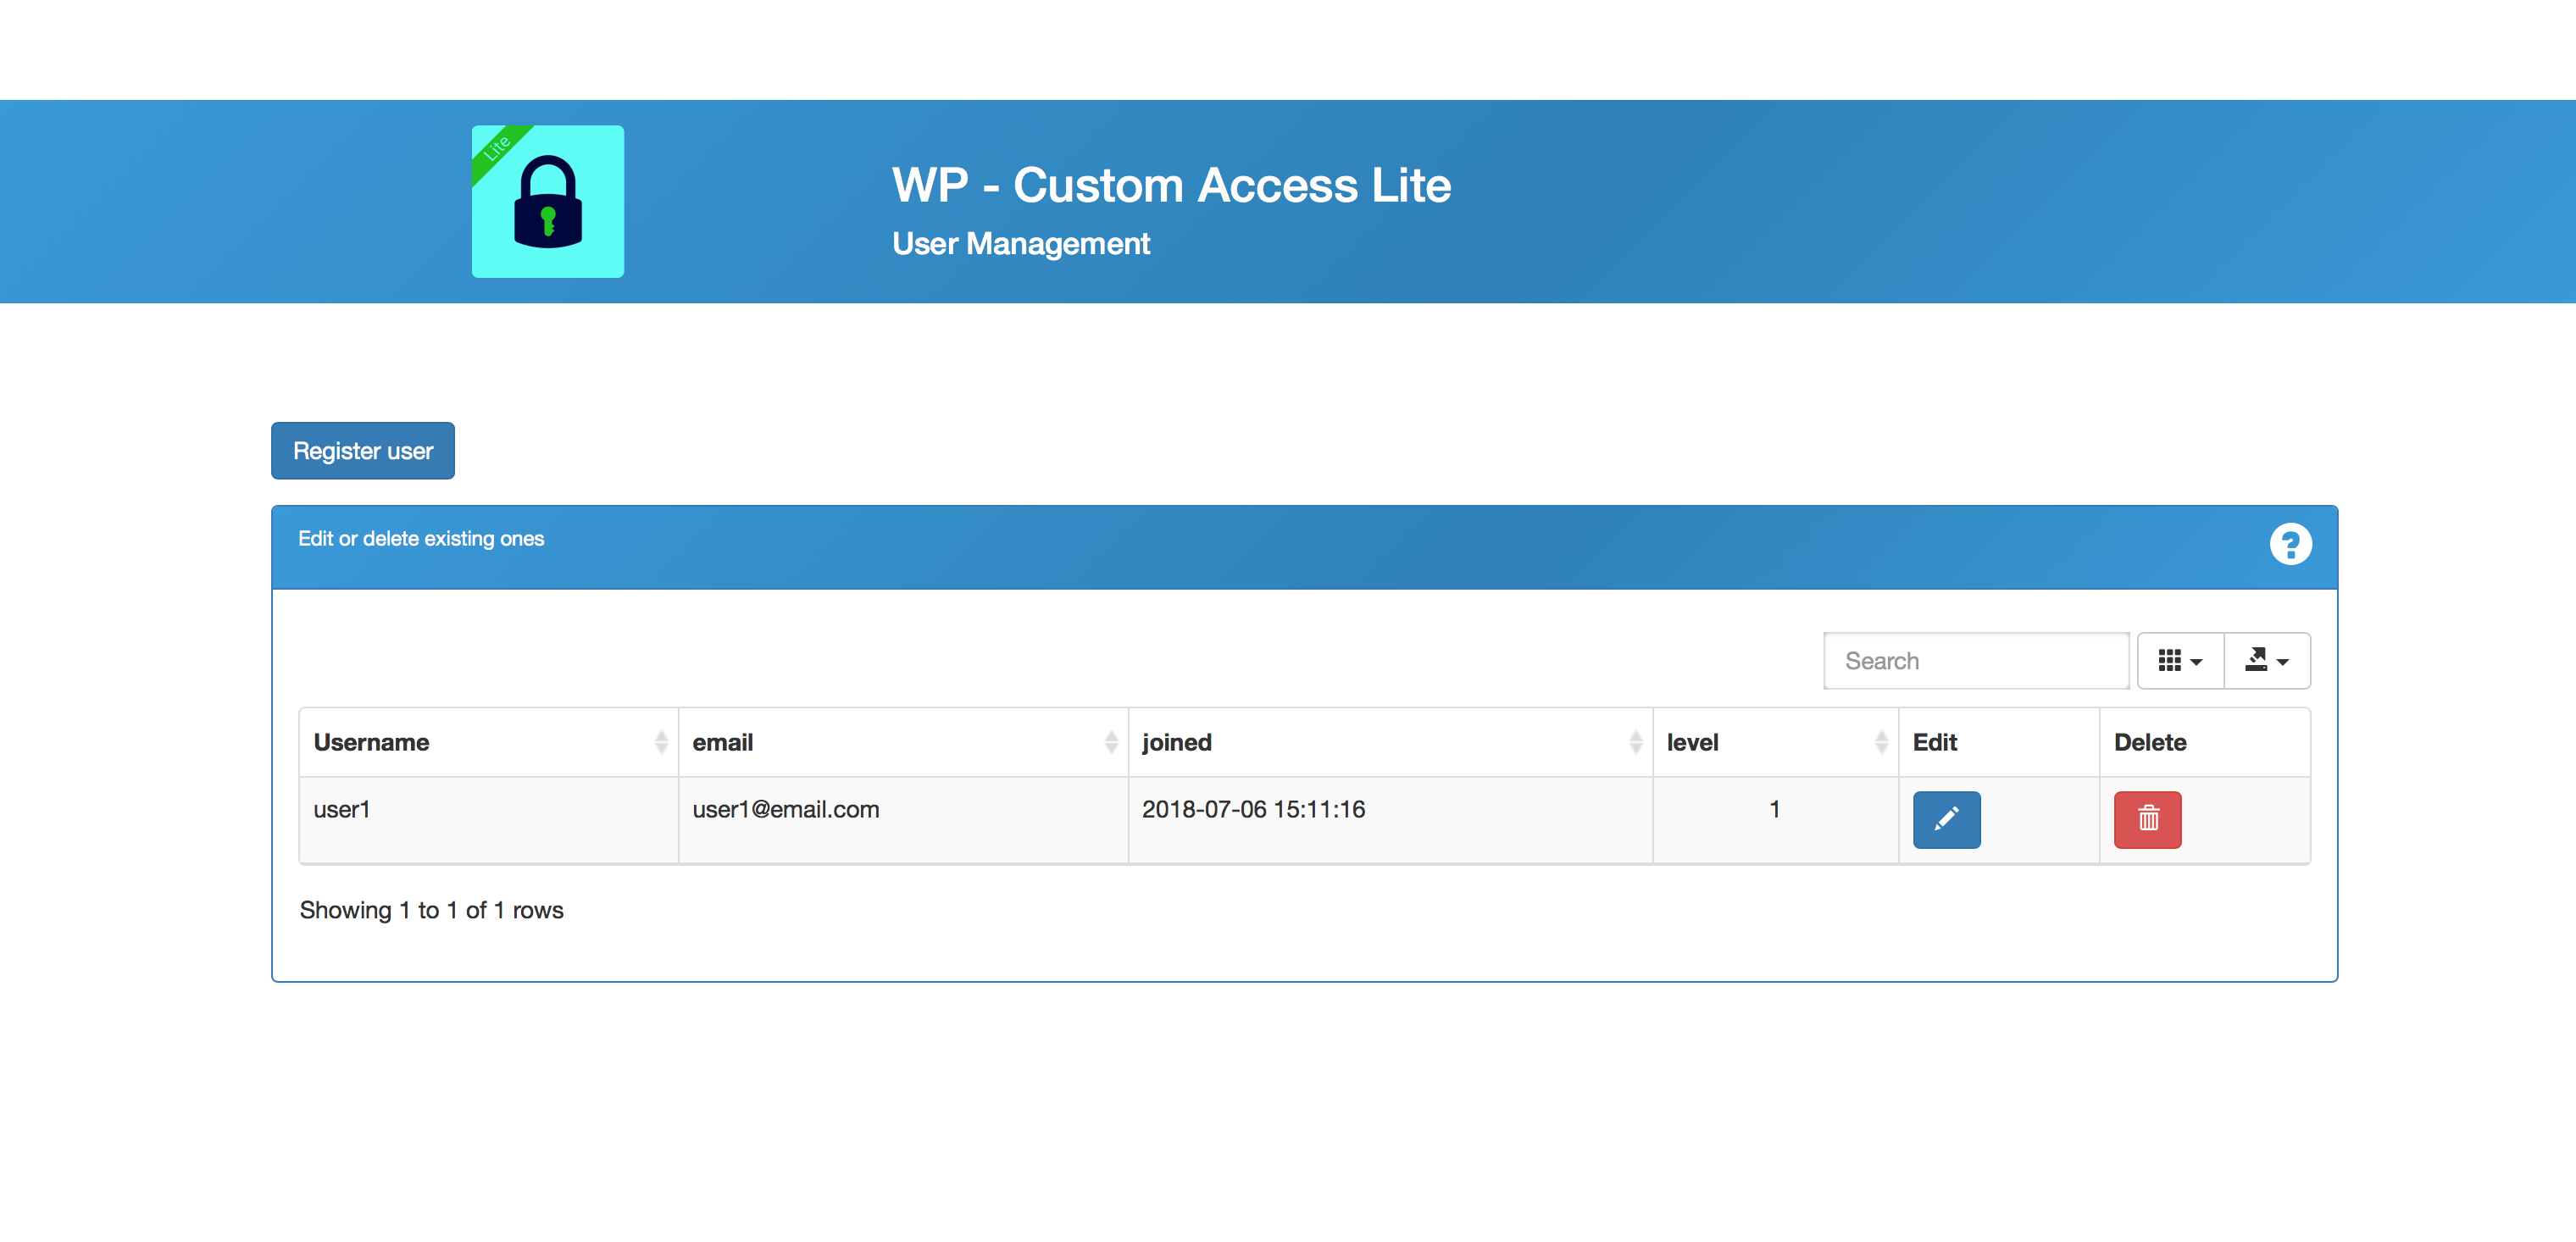 Lite
WP - Custom Access Lite
User Management
Register user
Edit or delete existing ones
?
Search
Username email joined level Edit Delete
user1 user1@email.com 2018-07-06 15:11:16 1
Showing 1 to 1 of 1 rows